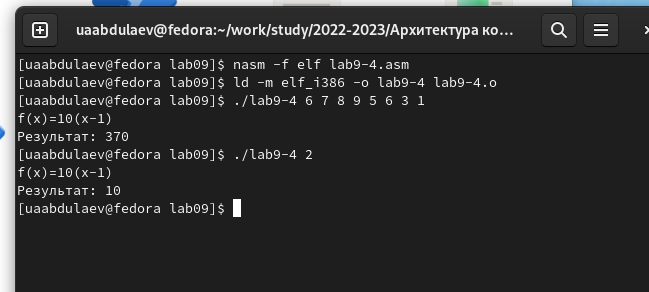 uaabdulaev@fedora:~/work/study/2022-2023/Архитектура ко...
[uaabdulaev@fedora lab09]$ nasm -f elf lab9-4.asm
[uaabdulaev@fedora lab09]$ ld -m elf_i386 -o lab9-4 lab9-4.o
[uaabdulaev@fedora lab09]$ ./lab9-4 6 7 8 9 5 6 3 1
f(x)=10(x-1)
Результат: 370
[uaabdulaev@fedora lab09]$ ./lab9-4 2
f(x)=10(x-1)
Результат: 10
[uaabdulaev@fedora lab09]$